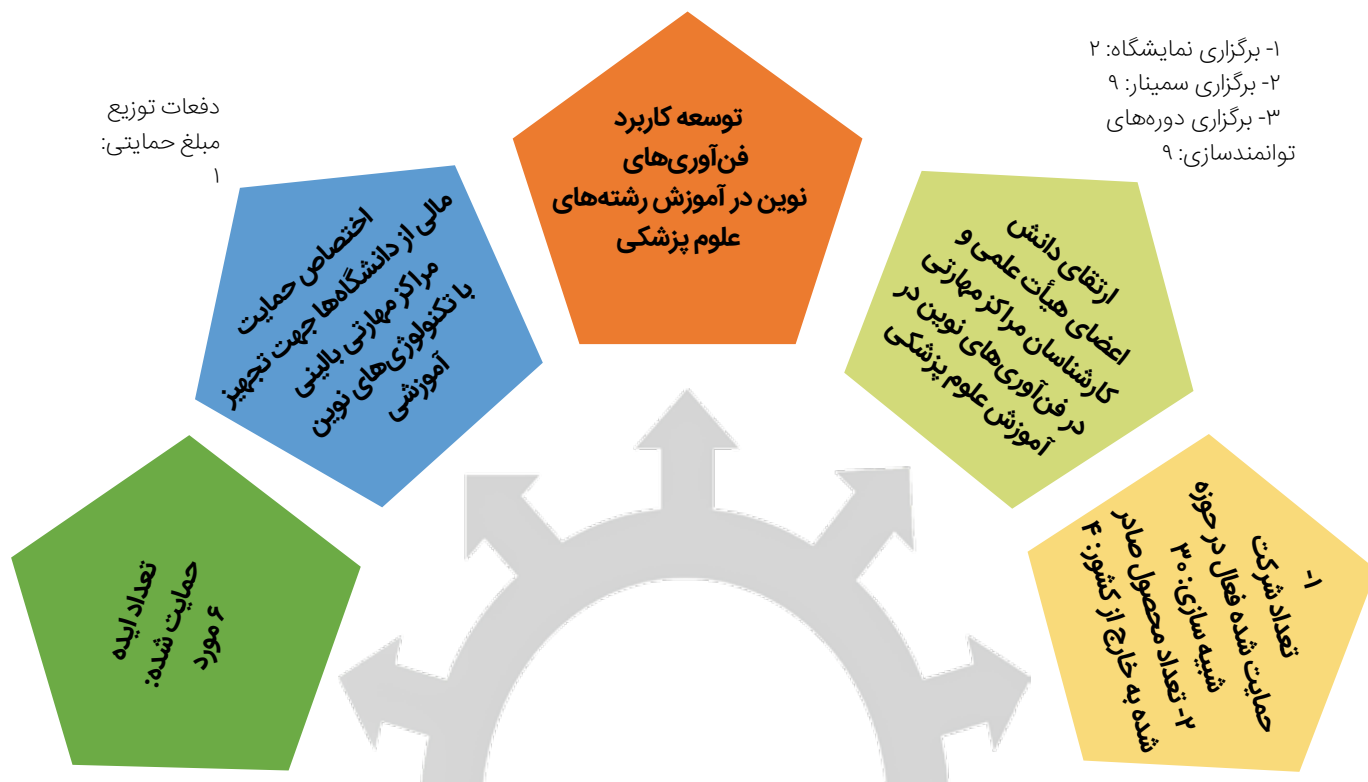 ۱- برگزاری نمایشگاه: ۲
۲- برگزاری سمینار: ۹
۳- برگزاری دوره‌های
توانمندسازی: ۹
دفعات توزیع
مبلغ حمایتی:
۱
توسعه کاربرد
فن‌آوری‌های
نوین در آموزش رشته‌های
علوم پزشکی
ارتقای دانش
اعضای هیأت علمی و
کارشناسان مراکز مهارتی
در فن‌آوری‌های نوین در
آموزش علوم پزشکی
اختصاص حمایت
مالی از دانشگاه‌ها جهت تجهیز
مراکز مهارتی بالینی
با تکنولوژی‌های نوین
آموزشی
۱-
تعداد شرکت
حمایت شده فعال در حوزه
شبیه سازی: ۳۰
۲- تعداد محصول صادر
شده به خارج از کشور: ۴
تعداد ایده
حمایت شده:
۶ مورد